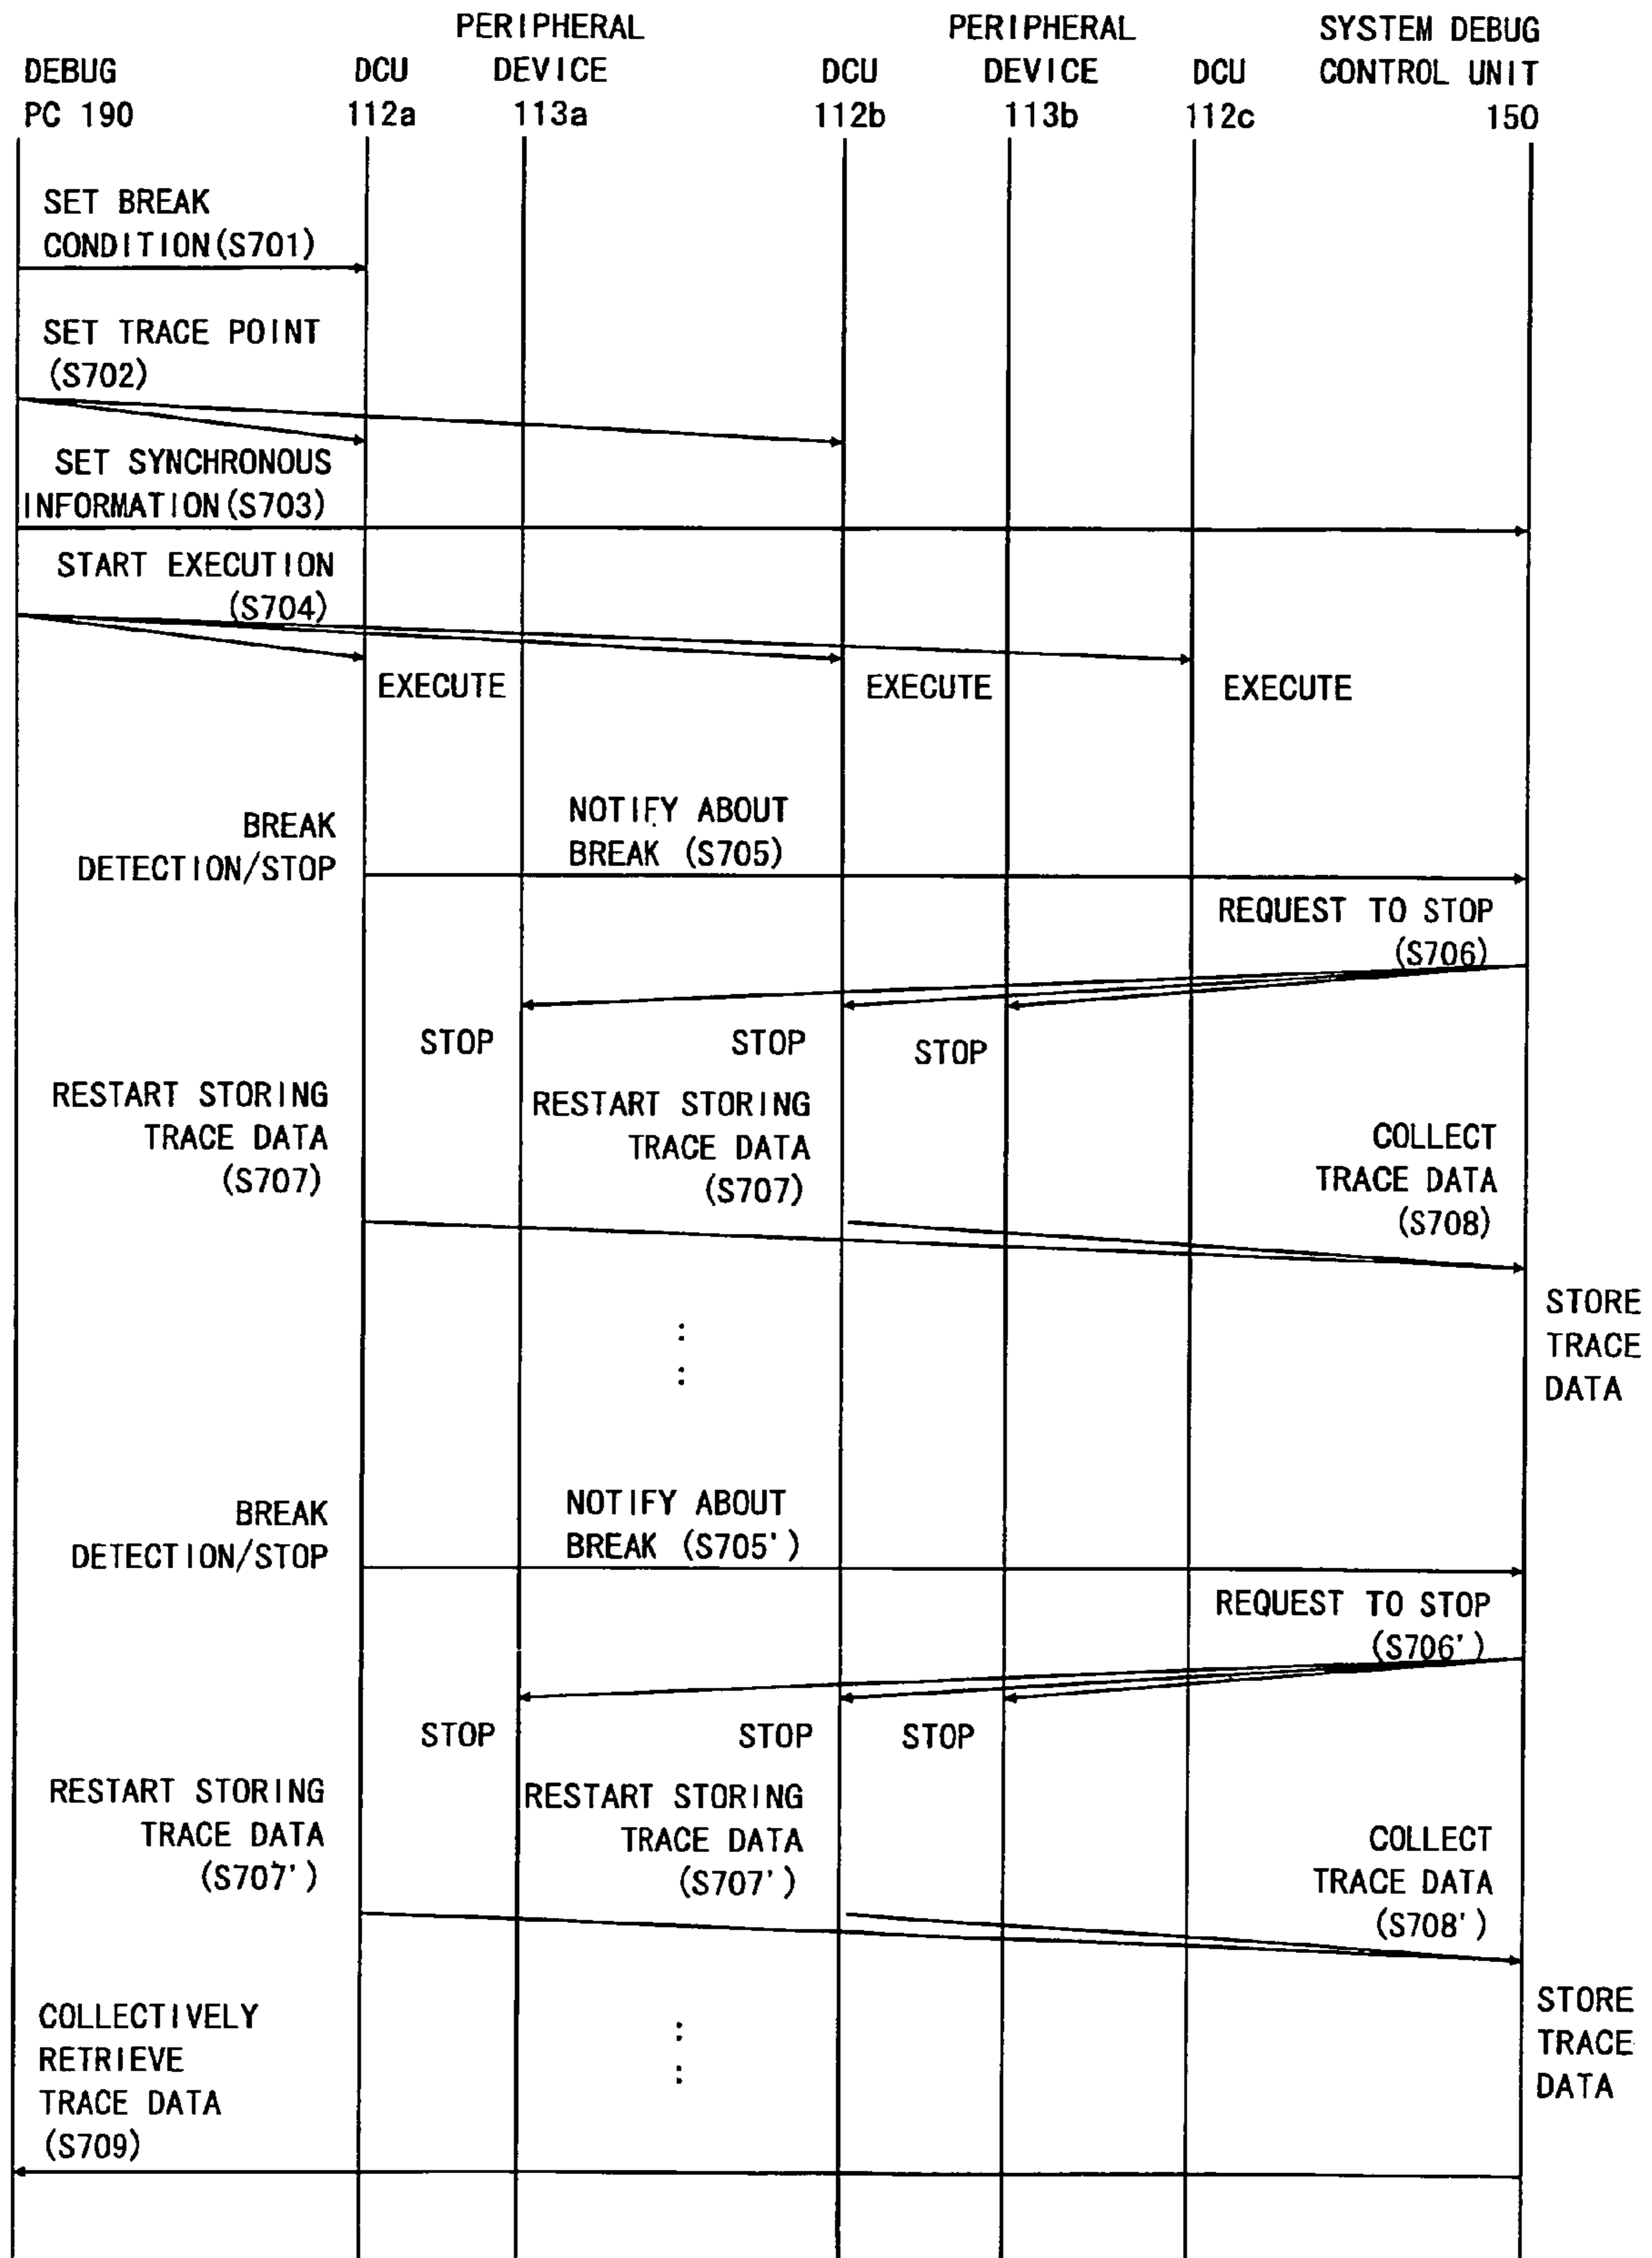 PERIPHERAL PERIPHERAL SYSTEM DEBUG
DEBUG DCU DEVICE DCU DEVICE DCU CONTROL UNIT
PC 190 112a 113a 112b 113b 112c 150
SET BREAK
CONDITION(S701)
SET TRACE POINT
(S702)
SET SYNCHRONOUS
INFORMATION(S703)
START EXECUTION
(S704)
EXECUTE EXECUTE EXECUTE
BREAK
DETECTION/STOP
NOTIFY ABOUT
BREAK (S705)
REQUEST TO STOP
(S706)
STOP STOP STOP
RESTART STORING
TRACE DATA
(S707)
RESTART STORING
TRACE DATA
(S707)
COLLECT
TRACE DATA
(S708)
STORE
TRACE
DATA
:
:
BREAK
DETECTION/STOP
NOTIFY ABOUT
BREAK (S705')
REQUEST TO STOP
(S706')
STOP STOP STOP
RESTART STORING
TRACE DATA
(S707')
RESTART STORING
TRACE DATA
(S707')
COLLECT
TRACE DATA
(S708')
STORE
TRACE
DATA
COLLECTIVELY
RETRIEVE
TRACE DATA
(S709)
:
: